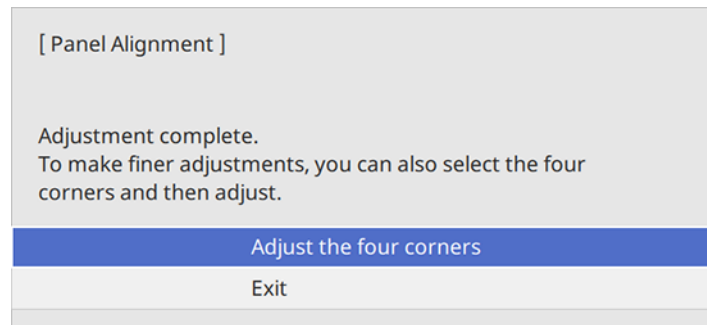 [ Panel Alignment ]
Adjustment complete.
To make finer adjustments, you can also select the four
corners and then adjust.
Adjust the four corners
Exit